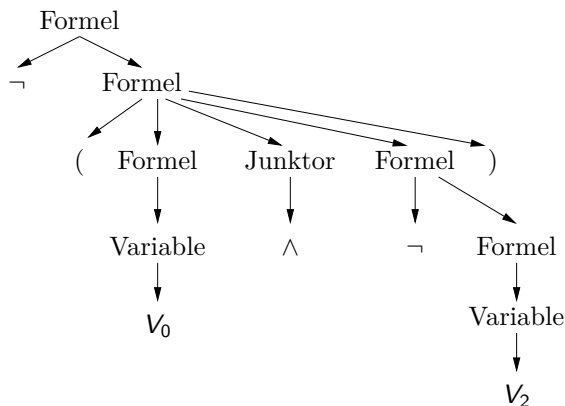 Formel
¬ Formel
( Formel Junktor Formel )
Variable ∧ ¬ Formel
V₀ Variable
V₂